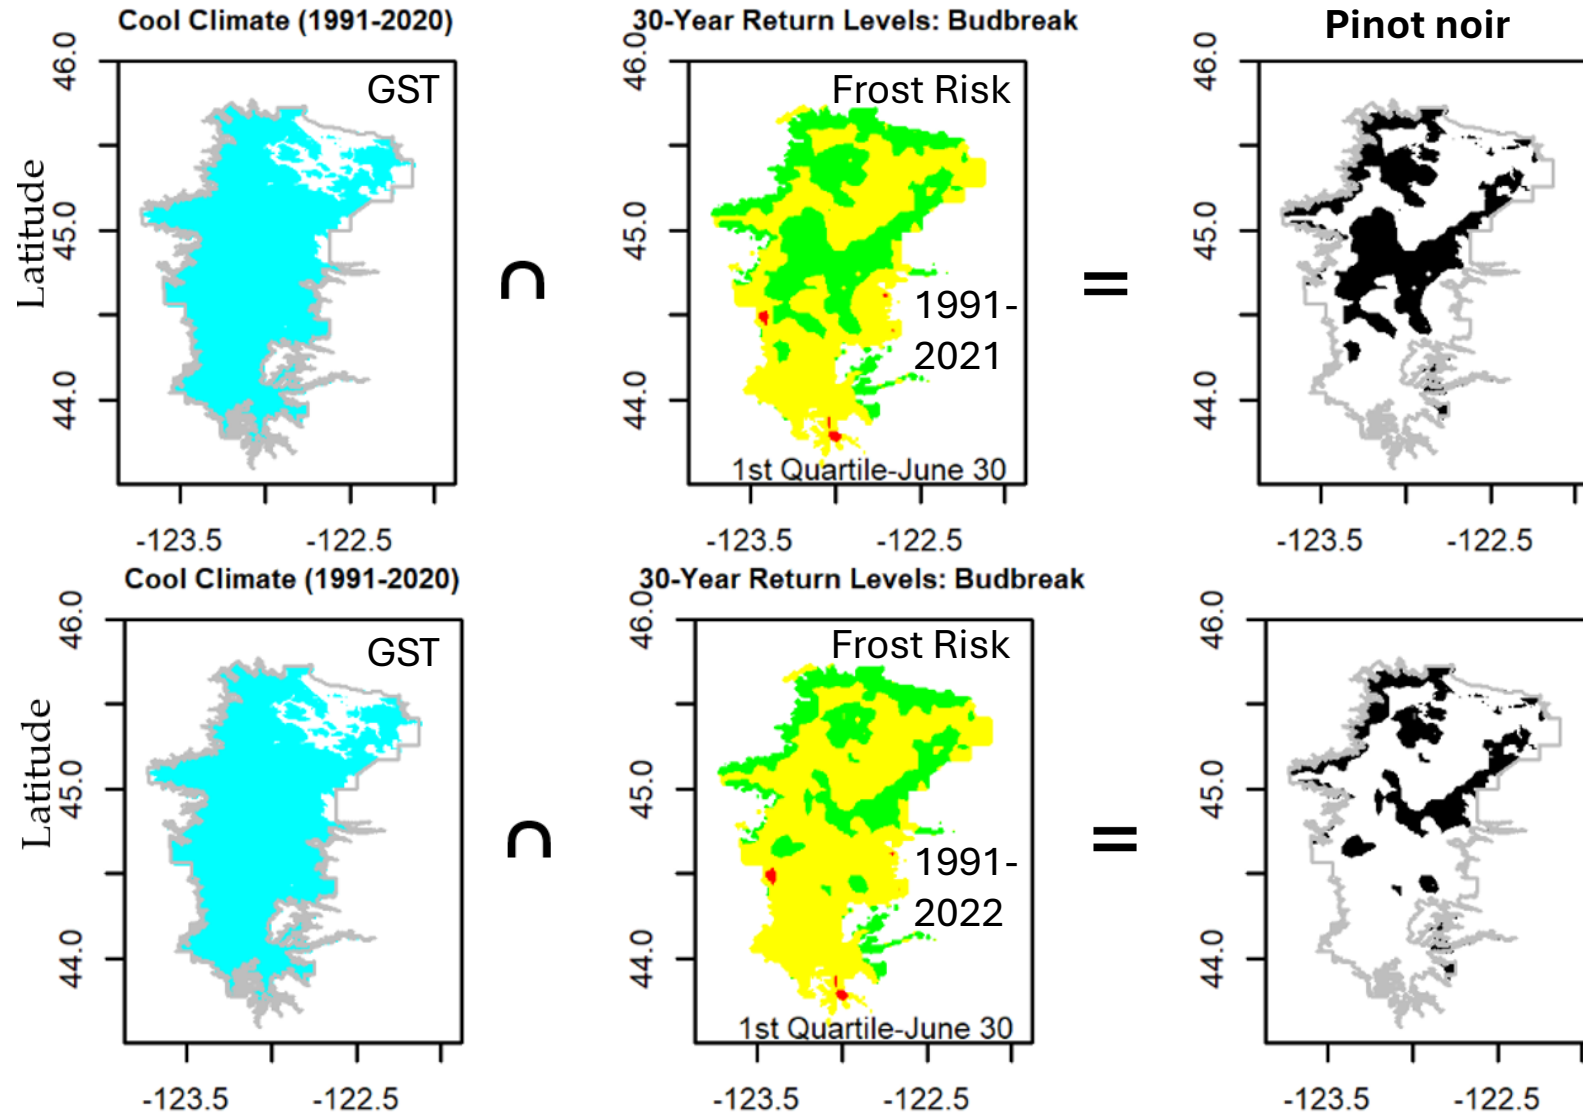 Cool Climate (1991-2020)
30-Year Return Levels: Budbreak
Pinot noir
GST
Frost Risk
1991-
2021
1st Quartile-June 30
Latitude
46.0
45.0
44.0
-123.5
-122.5
∩
46.0
45.0
44.0
-123.5
-122.5
=
46.0
45.0
44.0
-123.5
-122.5
Cool Climate (1991-2020)
30-Year Return Levels: Budbreak
GST
Frost Risk
1991-
2022
1st Quartile-June 30
Latitude
46.0
45.0
44.0
-123.5
-122.5
∩
46.0
45.0
44.0
-123.5
-122.5
=
46.0
45.0
44.0
-123.5
-122.5